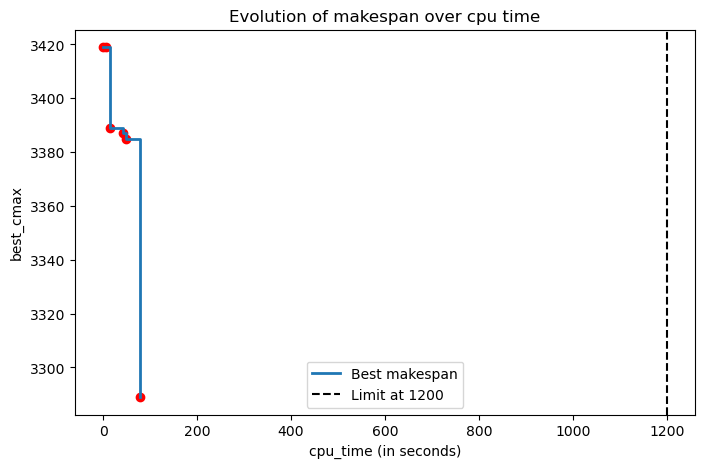 Evolution of makespan over cpu time
best_cmax
3420
3400
3380
3360
3340
3320
3300
Best makespan
Limit at 1200
0
200
400
600
800
1000
1200
cpu_time (in seconds)